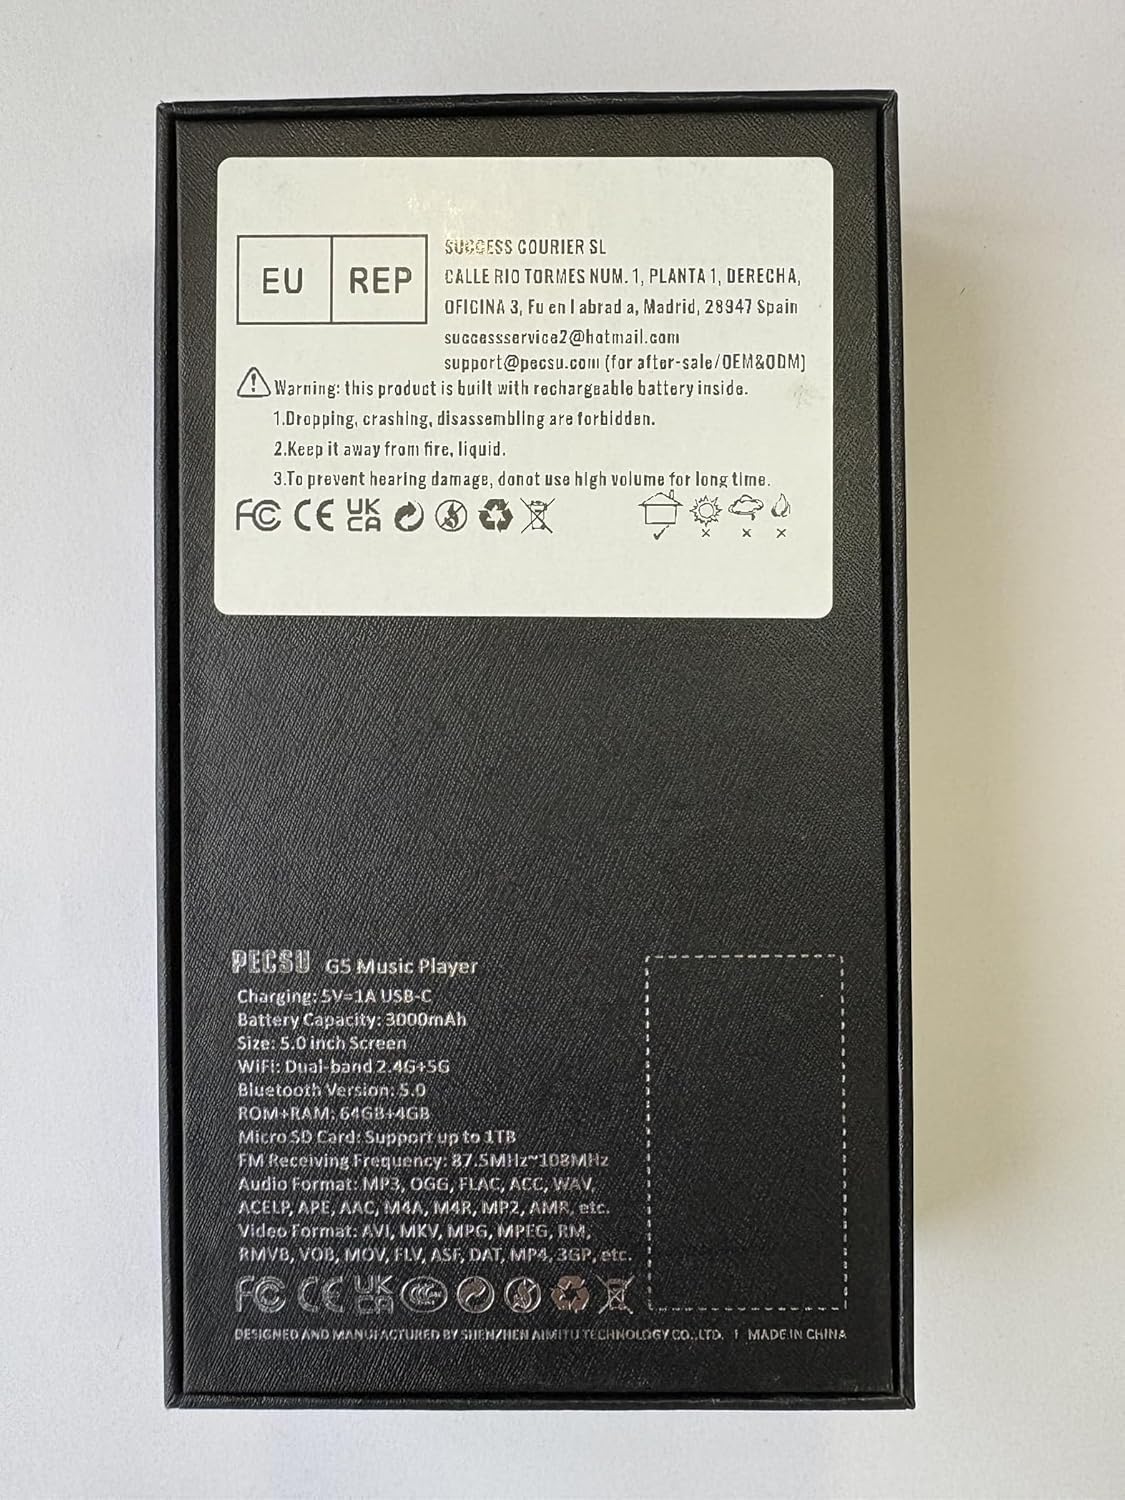 EU REP
SUCCESS COURIER SL
CALLE RIO TORMES NUM. 1, PLANTA 1, DERECHA,
OFICINA 3, Fu en l abrad a, Madrid, 28947 Spain
successservice2@hotmail.com
support@pecsu.com (for after-sale/OEM&ODM)
Warning: this product is built with rechargeable battery inside.
1.Dropping, crashing, disassembling are forbidden.
2.Keep it away from fire, liquid.
3.To prevent hearing damage, donot use high volume for long time.
FC CE UK CA
PECSU G5 Music Player
Charging: 5V=1A USB-C
Battery Capacity: 3000mAh
Size: 5.0 inch Screen
WiFi: Dual-band 2.4G+5G
Bluetooth Version: 5.0
ROM+RAM: 64GB+4GB
Micro SD Card: Support up to 1TB
FM Receiving Frequency: 87.5MHz~108MHz
Audio Format: MP3, OGG, FLAC, ACC, WAV,
ACELP, APE, AAC, M4A, M4R, MP2, AMR, etc.
Video Format: AVI, MKV, MPG, MPEG, RM,
RMVB, VOB, MOV, FLV, ASF, DAT, MP4, 3GP, etc.
FC CE UK CA CCC
DESIGNED AND MANUFACTURED BY SHENZHEN AIMITU TECHNOLOGY CO.,LTD. | MADE IN CHINA